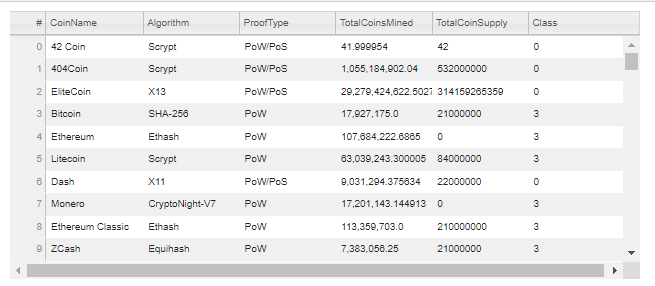 # CoinName Algorithm ProofType TotalCoinsMined TotalCoinSupply Class
0 42 Coin Scrypt PoW/PoS 41.999954 42 0
1 404Coin Scrypt PoW/PoS 1,055,184,902.04 532000000 0
2 EliteCoin X13 PoW/PoS 29,279,424,622.5027 314159265359 0
3 Bitcoin SHA-256 PoW 17,927,175.0 21000000 3
4 Ethereum Ethash PoW 107,684,222.6865 0 3
5 Litecoin Scrypt PoW 63,039,243.300005 84000000 3
6 Dash X11 PoW/PoS 9,031,294.375634 22000000 0
7 Monero CryptoNight-V7 PoW 17,201,143.144913 0 3
8 Ethereum Classic Ethash PoW 113,359,703.0 210000000 3
9 ZCash Equihash PoW 7,383,056.25 21000000 3